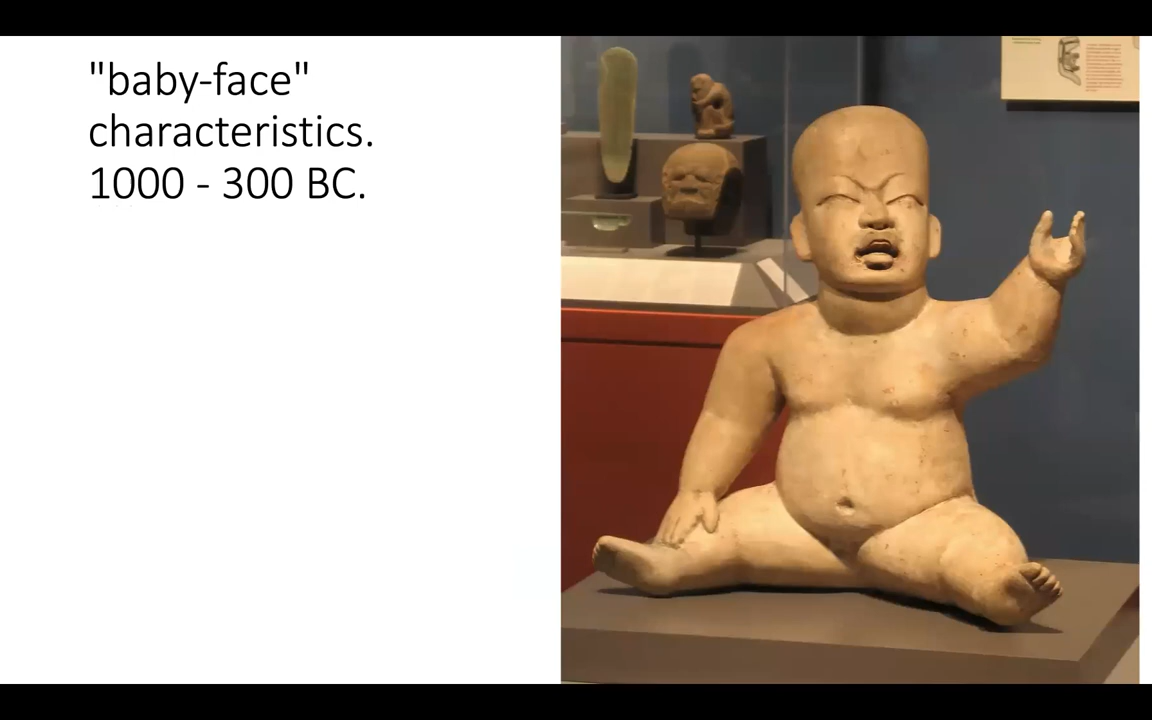 "baby-face"
characteristics.
1000 - 300 BC.